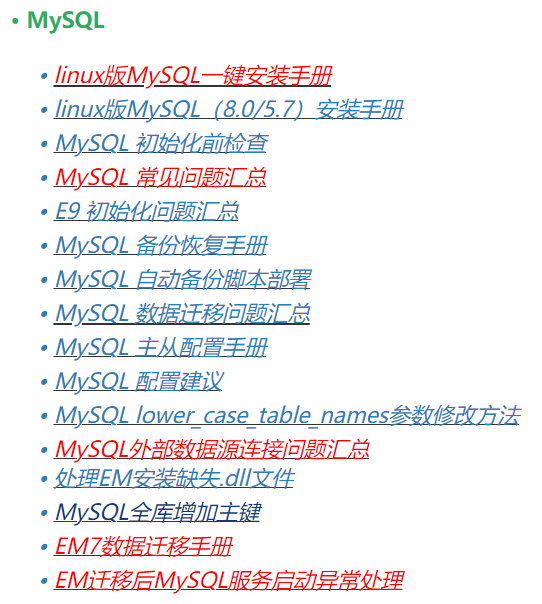 • MySQL
• linux版MySQL一键安装手册
• linux版MySQL（8.0/5.7）安装手册
• MySQL 初始化前检查
• MySQL 常见问题汇总
• E9 初始化问题汇总
• MySQL 备份恢复手册
• MySQL 自动备份脚本部署
• MySQL 数据迁移问题汇总
• MySQL 主从配置手册
• MySQL 配置建议
• MySQL lower_case_table_names参数修改方法
• MySQL外部数据源连接问题汇总
• 处理EM安装缺失.dll文件
• MySQL全库增加主键
• EM7数据迁移手册
• EM迁移后MySQL服务启动异常处理